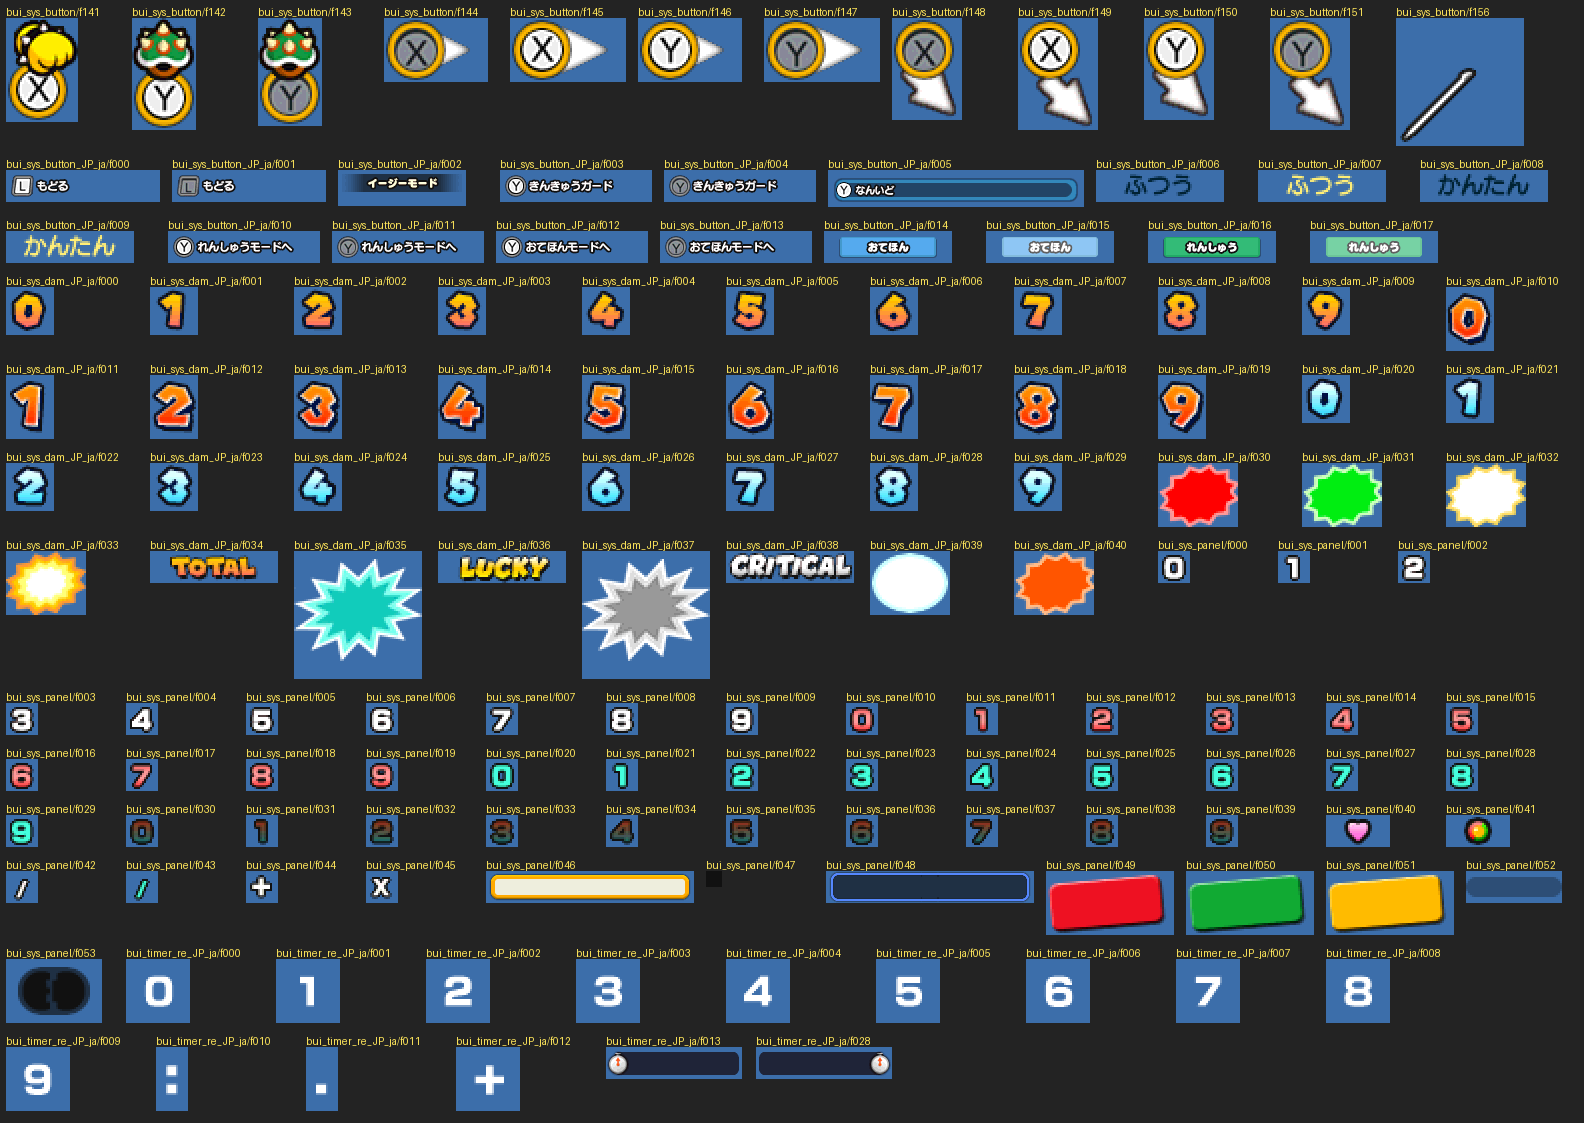 bui_sys_button/f141 bui_sys_button/f142 bui_sys_button/f143 bui_sys_button/f144 bui_sys_button/f145 bui_sys_button/f146 bui_sys_button/f147 bui_sys_button/f148 bui_sys_button/f149 bui_sys_button/f150 bui_sys_button/f151 bui_sys_button/f156
X Y Y X X Y Y X X Y Y
bui_sys_button_JP_ja/f000 bui_sys_button_JP_ja/f001 bui_sys_button_JP_ja/f002 bui_sys_button_JP_ja/f003 bui_sys_button_JP_ja/f004 bui_sys_button_JP_ja/f005 bui_sys_button_JP_ja/f006 bui_sys_button_JP_ja/f007 bui_sys_button_JP_ja/f008
L もどる L もどる イージーモード Y きんきゅうガード Y きんきゅうガード Y なんいど ふつう ふつう かんたん
bui_sys_button_JP_ja/f009 bui_sys_button_JP_ja/f010 bui_sys_button_JP_ja/f011 bui_sys_button_JP_ja/f012 bui_sys_button_JP_ja/f013 bui_sys_button_JP_ja/f014 bui_sys_button_JP_ja/f015 bui_sys_button_JP_ja/f016 bui_sys_button_JP_ja/f017
かんたん Y れんしゅうモードへ Y れんしゅうモードへ Y おてほんモードへ Y おてほんモードへ おてほん おてほん れんしゅう れんしゅう
bui_sys_dam_JP_ja/f000 bui_sys_dam_JP_ja/f001 bui_sys_dam_JP_ja/f002 bui_sys_dam_JP_ja/f003 bui_sys_dam_JP_ja/f004 bui_sys_dam_JP_ja/f005 bui_sys_dam_JP_ja/f006 bui_sys_dam_JP_ja/f007 bui_sys_dam_JP_ja/f008 bui_sys_dam_JP_ja/f009 bui_sys_dam_JP_ja/f010
0 1 2 3 4 5 6 7 8 9 0
bui_sys_dam_JP_ja/f011 bui_sys_dam_JP_ja/f012 bui_sys_dam_JP_ja/f013 bui_sys_dam_JP_ja/f014 bui_sys_dam_JP_ja/f015 bui_sys_dam_JP_ja/f016 bui_sys_dam_JP_ja/f017 bui_sys_dam_JP_ja/f018 bui_sys_dam_JP_ja/f019 bui_sys_dam_JP_ja/f020 bui_sys_dam_JP_ja/f021
1 2 3 4 5 6 7 8 9 0 1
bui_sys_dam_JP_ja/f022 bui_sys_dam_JP_ja/f023 bui_sys_dam_JP_ja/f024 bui_sys_dam_JP_ja/f025 bui_sys_dam_JP_ja/f026 bui_sys_dam_JP_ja/f027 bui_sys_dam_JP_ja/f028 bui_sys_dam_JP_ja/f029 bui_sys_dam_JP_ja/f030 bui_sys_dam_JP_ja/f031 bui_sys_dam_JP_ja/f032
2 3 4 5 6 7 8 9
bui_sys_dam_JP_ja/f033 bui_sys_dam_JP_ja/f034 bui_sys_dam_JP_ja/f035 bui_sys_dam_JP_ja/f036 bui_sys_dam_JP_ja/f037 bui_sys_dam_JP_ja/f038 bui_sys_dam_JP_ja/f039 bui_sys_dam_JP_ja/f040 bui_sys_panel/f000 bui_sys_panel/f001 bui_sys_panel/f002
TOTAL LUCKY CRITICAL 0 1 2
bui_sys_panel/f003 bui_sys_panel/f004 bui_sys_panel/f005 bui_sys_panel/f006 bui_sys_panel/f007 bui_sys_panel/f008 bui_sys_panel/f009 bui_sys_panel/f010 bui_sys_panel/f011 bui_sys_panel/f012 bui_sys_panel/f013 bui_sys_panel/f014 bui_sys_panel/f015
3 4 5 6 7 8 9 0 1 2 3 4 5
bui_sys_panel/f016 bui_sys_panel/f017 bui_sys_panel/f018 bui_sys_panel/f019 bui_sys_panel/f020 bui_sys_panel/f021 bui_sys_panel/f022 bui_sys_panel/f023 bui_sys_panel/f024 bui_sys_panel/f025 bui_sys_panel/f026 bui_sys_panel/f027 bui_sys_panel/f028
6 7 8 9 0 1 2 3 4 5 6 7 8
bui_sys_panel/f029 bui_sys_panel/f030 bui_sys_panel/f031 bui_sys_panel/f032 bui_sys_panel/f033 bui_sys_panel/f034 bui_sys_panel/f035 bui_sys_panel/f036 bui_sys_panel/f037 bui_sys_panel/f038 bui_sys_panel/f039 bui_sys_panel/f040 bui_sys_panel/f041
9 0 1 2 3 4 5 6 7 8 9
bui_sys_panel/f042 bui_sys_panel/f043 bui_sys_panel/f044 bui_sys_panel/f045 bui_sys_panel/f046 bui_sys_panel/f047 bui_sys_panel/f048 bui_sys_panel/f049 bui_sys_panel/f050 bui_sys_panel/f051 bui_sys_panel/f052
/ / + X
bui_sys_panel/f053 bui_timer_re_JP_ja/f000 bui_timer_re_JP_ja/f001 bui_timer_re_JP_ja/f002 bui_timer_re_JP_ja/f003 bui_timer_re_JP_ja/f004 bui_timer_re_JP_ja/f005 bui_timer_re_JP_ja/f006 bui_timer_re_JP_ja/f007 bui_timer_re_JP_ja/f008
0 1 2 3 4 5 6 7 8
bui_timer_re_JP_ja/f009 bui_timer_re_JP_ja/f010 bui_timer_re_JP_ja/f011 bui_timer_re_JP_ja/f012 bui_timer_re_JP_ja/f013 bui_timer_re_JP_ja/f028
9 : . +